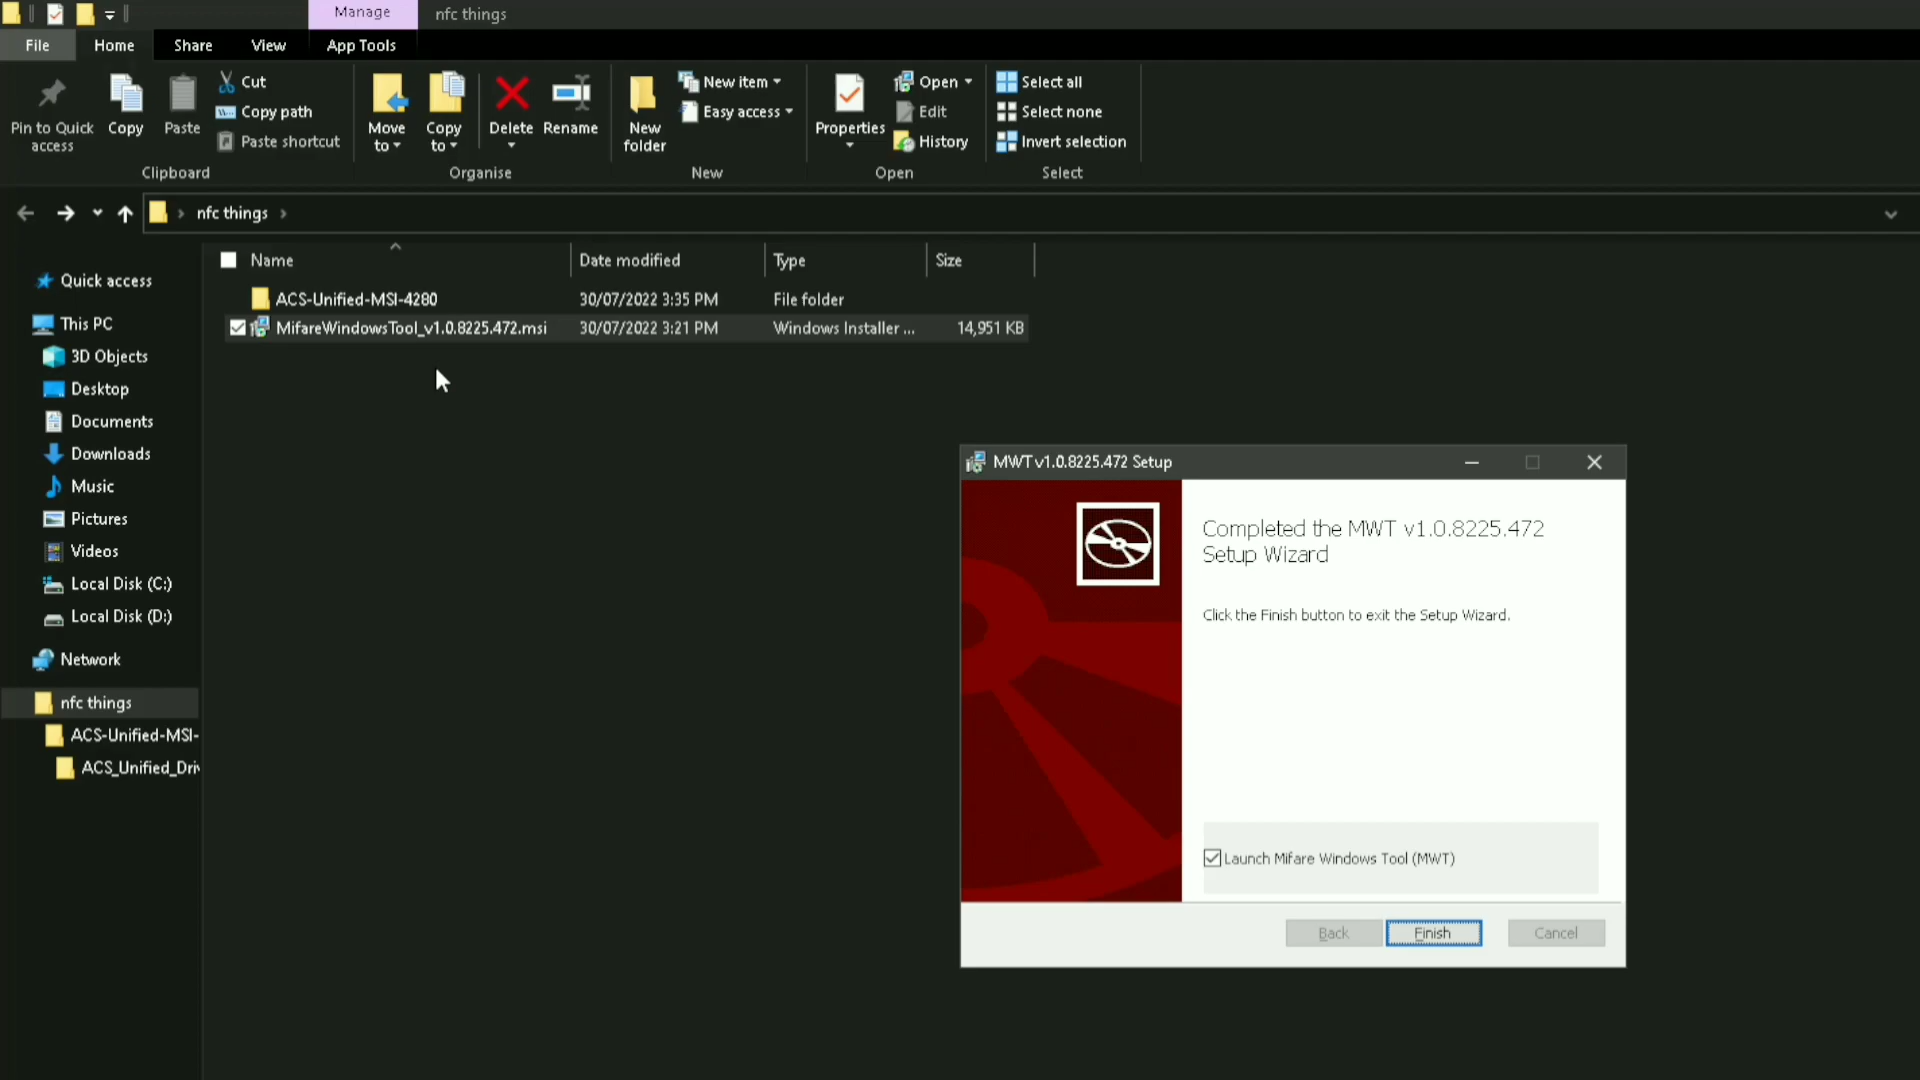 Manage
nfc things
File
Home
Share
View
App Tools
Pin to Quick
access
Copy
Paste
Cut
Copy path
Paste shortcut
Clipboard
Move
to
Copy
to
Delete
Rename
Organise
New
folder
New item
Easy access
New
Properties
Open
Edit
History
Open
Select all
Select none
Invert selection
Select
nfc things
Name
Date modified
Type
Size
ACS-Unified-MSI-4280
30/07/2022 3:35 PM
File folder
MifareWindowsTool_v1.0.8225.472.msi
30/07/2022 3:21 PM
Windows Installer ...
14,951 KB
Quick access
This PC
3D Objects
Desktop
Documents
Downloads
Music
Pictures
Videos
Local Disk (C:)
Local Disk (D:)
Network
nfc things
ACS-Unified-MSI-
ACS_Unified_Driv
MWT v1.0.8225.472 Setup
Completed the MWT v1.0.8225.472
Setup Wizard
Click the Finish button to exit the Setup Wizard.
Launch Mifare Windows Tool (MWT)
Back
Finish
Cancel